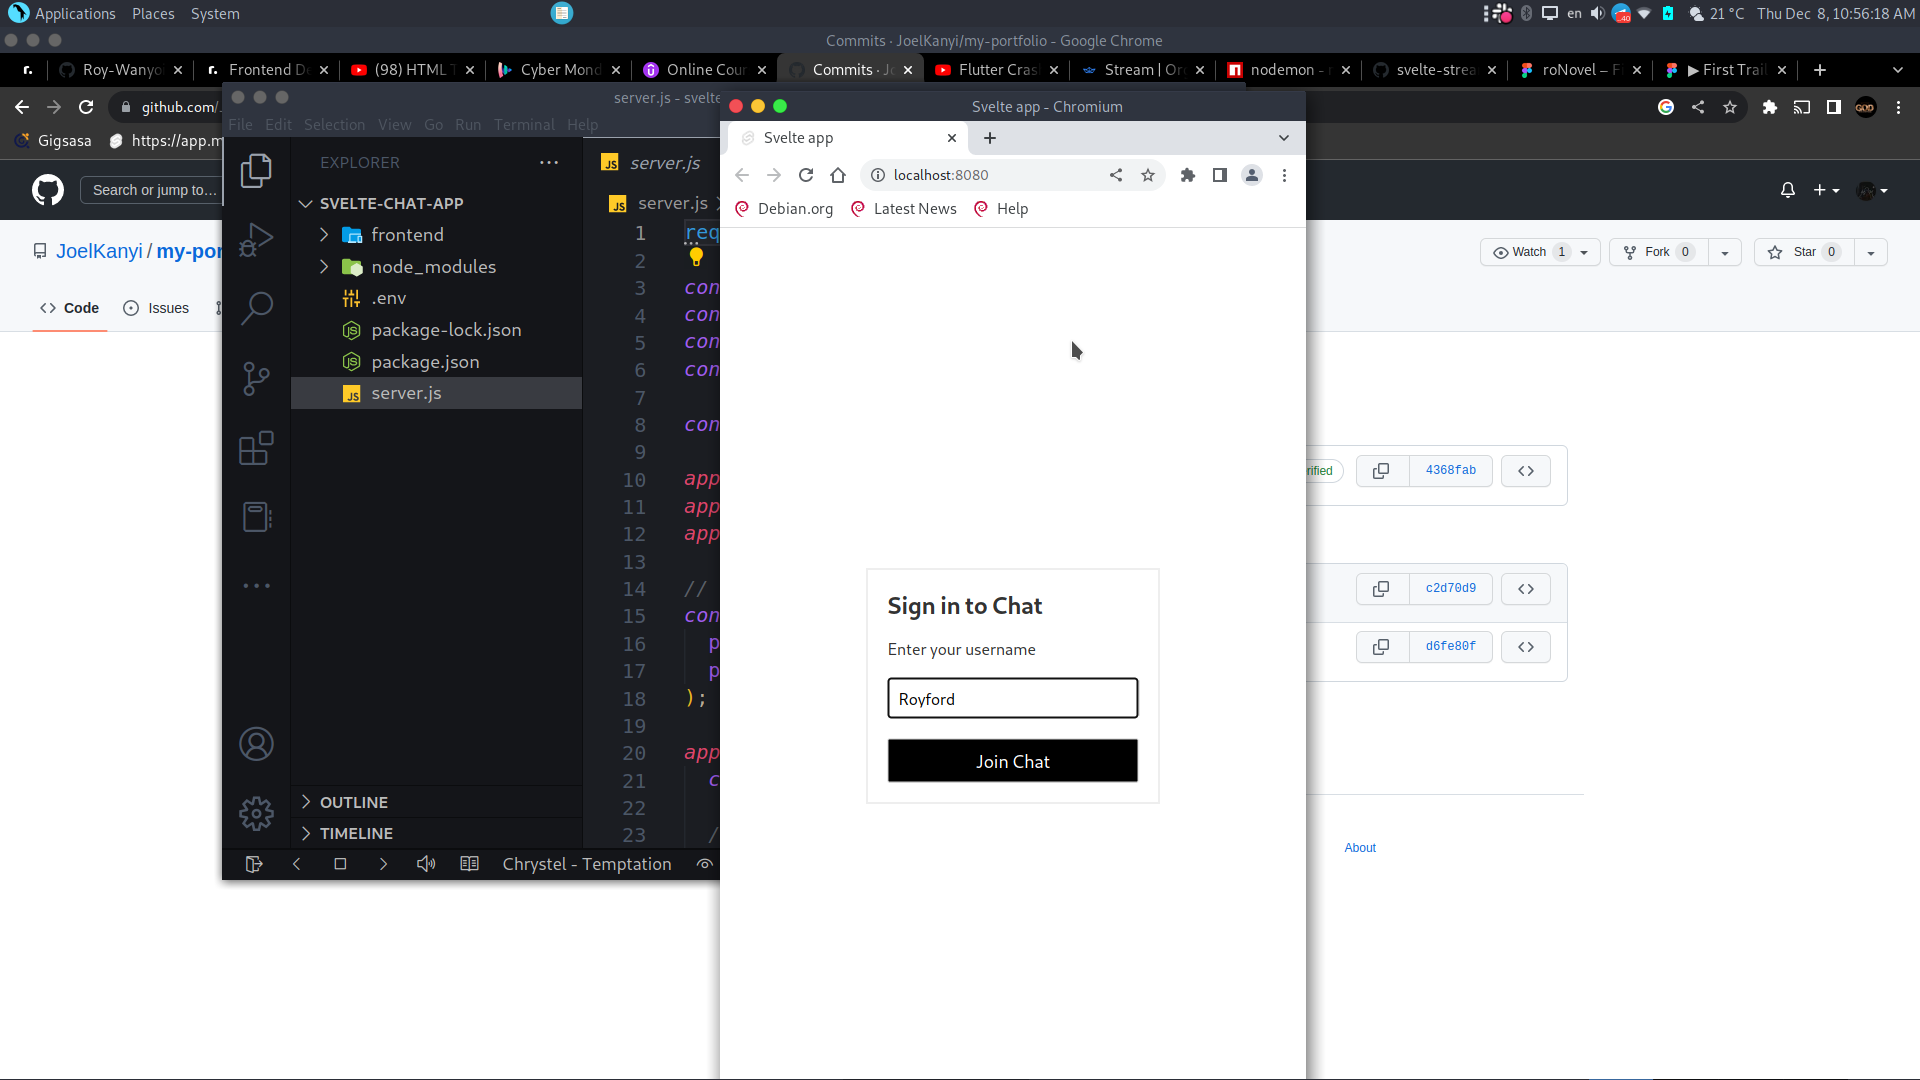 Applications Places System
en
40
21 °C Thu Dec 8, 10:56:18 AM
Commits · JoelKanyi/my-portfolio - Google Chrome
r.
Roy-Wanyo
r. Frontend De
(98) HTML T
Cyber Mond
Online Cour
Commits · Jo
Flutter Cras
Stream | Or
nodemon -
svelte-strea
roNovel – F
▶ First Trail
github.com/
Gigsasa
https://app.m
Search or jump to…
JoelKanyi / my-por
Code
Issues
Watch 1
Fork 0
Star 0
rified
4368fab
c2d70d9
d6fe80f
About
server.js - svelte
File Edit Selection View Go Run Terminal Help
EXPLORER
SVELTE-CHAT-APP
frontend
node_modules
.env
package-lock.json
package.json
JS server.js
OUTLINE
TIMELINE
JS server.js
JS server.js
1 req
2
3 con
4 con
5 con
6 con
7
8 con
9
10 app
11 app
12 app
13
14 //
15 con
16 p
17 p
18 );
19
20 app
21 c
22
23 /
Chrystel - Temptation
Svelte app - Chromium
Svelte app
localhost:8080
Debian.org
Latest News
Help
Sign in to Chat
Enter your username
Royford
Join Chat